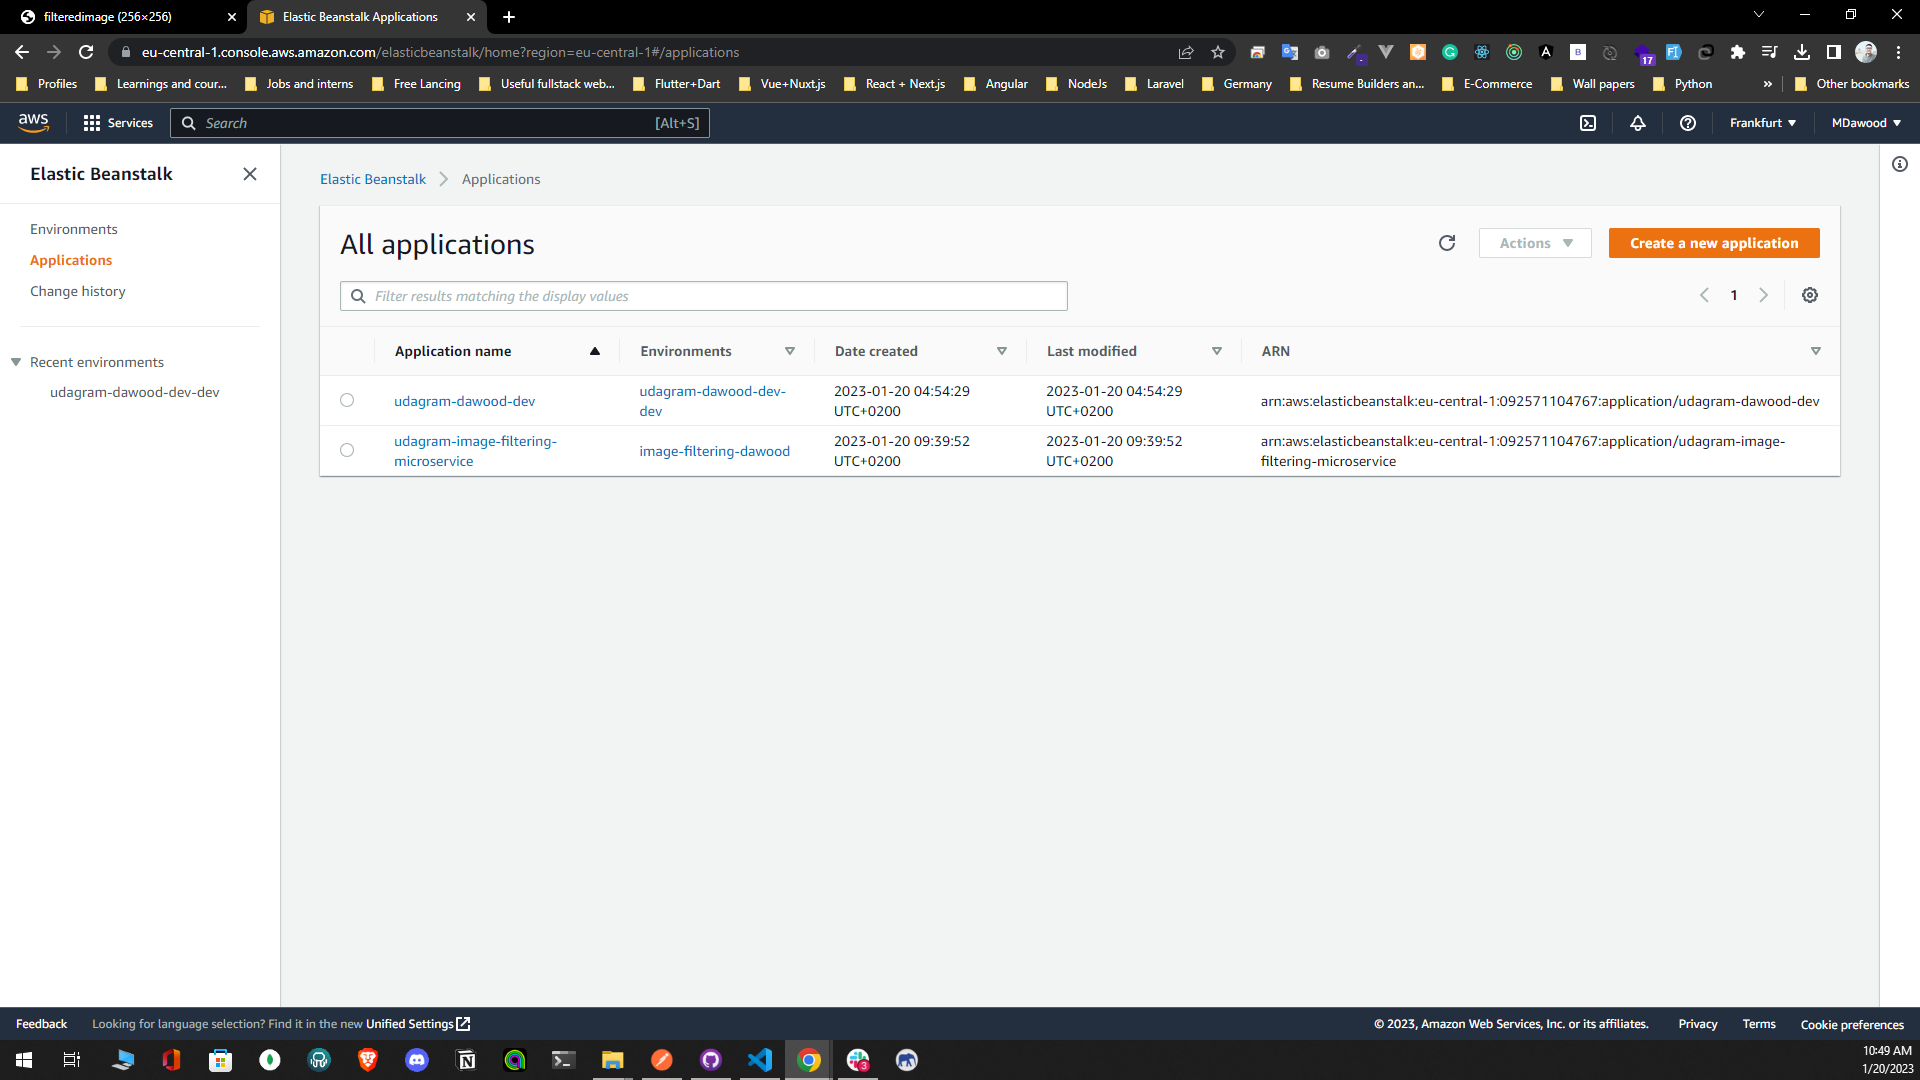 filteredimage (256×256)
Elastic Beanstalk Applications
eu-central-1.console.aws.amazon.com/elasticbeanstalk/home?region=eu-central-1#/applications
17
Profiles
Learnings and cour...
Jobs and interns
Free Lancing
Useful fullstack web...
Flutter+Dart
Vue+Nuxt.js
React + Next.js
Angular
NodeJs
Laravel
Germany
Resume Builders an...
E-Commerce
Wall papers
Python
»
Other bookmarks
aws
Services
Search
[Alt+S]
Frankfurt
MDawood
Elastic Beanstalk
Environments
Applications
Change history
Recent environments
udagram-dawood-dev-dev
Elastic Beanstalk
Applications
All applications
Actions
Create a new application
Filter results matching the display values
1
Application name
Environments
Date created
Last modified
ARN
udagram-dawood-dev
udagram-dawood-dev-
dev
2023-01-20 04:54:29
UTC+0200
2023-01-20 04:54:29
UTC+0200
arn:aws:elasticbeanstalk:eu-central-1:092571104767:application/udagram-dawood-dev
udagram-image-filtering-
microservice
image-filtering-dawood
2023-01-20 09:39:52
UTC+0200
2023-01-20 09:39:52
UTC+0200
arn:aws:elasticbeanstalk:eu-central-1:092571104767:application/udagram-image-
filtering-microservice
Feedback
Looking for language selection? Find it in the new Unified Settings
© 2023, Amazon Web Services, Inc. or its affiliates.
Privacy
Terms
Cookie preferences
3
10:49 AM
1/20/2023